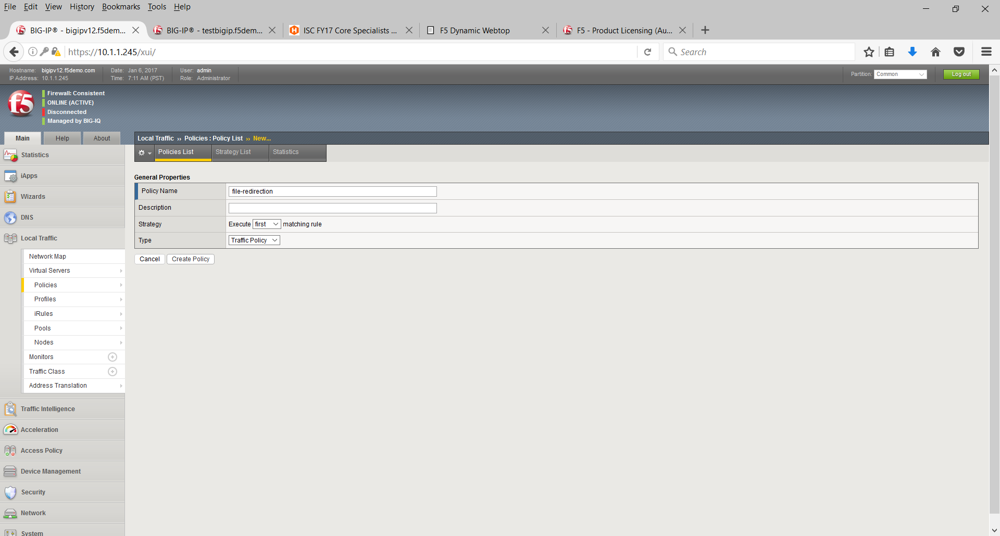 File Edit View History Bookmarks Tools Help
BIG-IP® - bigipv12.f5dem... BIG-IP® - testbigip.f5dem... ISC FY17 Core Specialists ... F5 Dynamic Webtop F5 - Product Licensing (Au...
https://10.1.1.245/xui/ Search
Hostname: bigipv12.f5demo.com Date: Jan 6, 2017 User: admin
IP Address: 10.1.1.245 Time: 7:11 AM (PST) Role: Administrator
Partition: Common Log out
f5
Firewall: Consistent
ONLINE (ACTIVE)
Disconnected
Managed by BIG-IQ
Main Help About
Local Traffic ›› Policies : Policy List ›› New...
Policies List Strategy List Statistics
Statistics
iApps
Wizards
DNS
Local Traffic
Network Map
Virtual Servers
Policies
Profiles
iRules
Pools
Nodes
Monitors
Traffic Class
Address Translation
Traffic Intelligence
Acceleration
Access Policy
Device Management
Security
Network
System
General Properties
Policy Name file-redirection
Description
Strategy Execute first matching rule
Type Traffic Policy
Cancel Create Policy